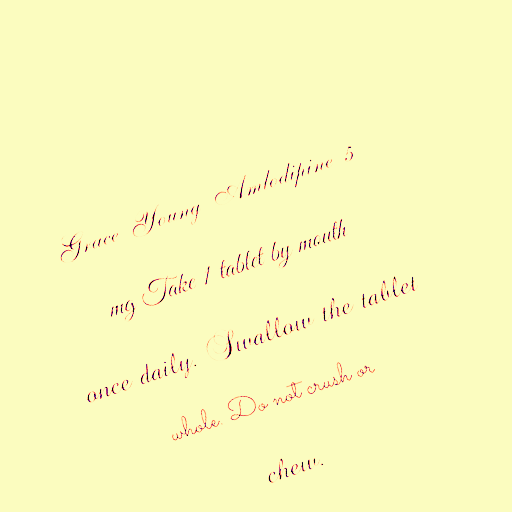 Grace Young Amlodipine 5
mg Take 1 tablet by mouth
once daily. Swallow the tablet
whole. Do not crush or
chew.